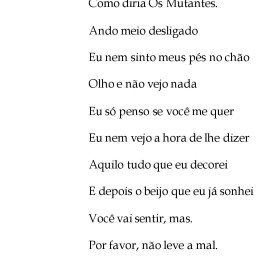 Como diria Os Mutantes.
Ando meio desligado
Eu nem sinto meus pés no chão
Olho e não vejo nada
Eu só penso se você me quer
Eu nem vejo a hora de lhe dizer
Aquilo tudo que eu decorei
E depois o beijo que eu já sonhei
Você vai sentir, mas.
Por favor, não leve a mal.